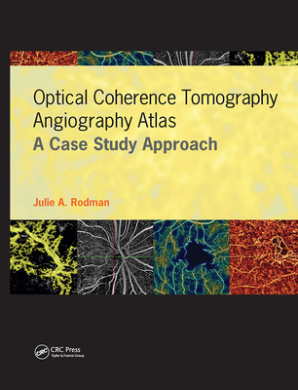 Optical Coherence Tomography
Angiography Atlas
A Case Study Approach
Julie A. Rodman
CRC Press
Taylor & Francis Group